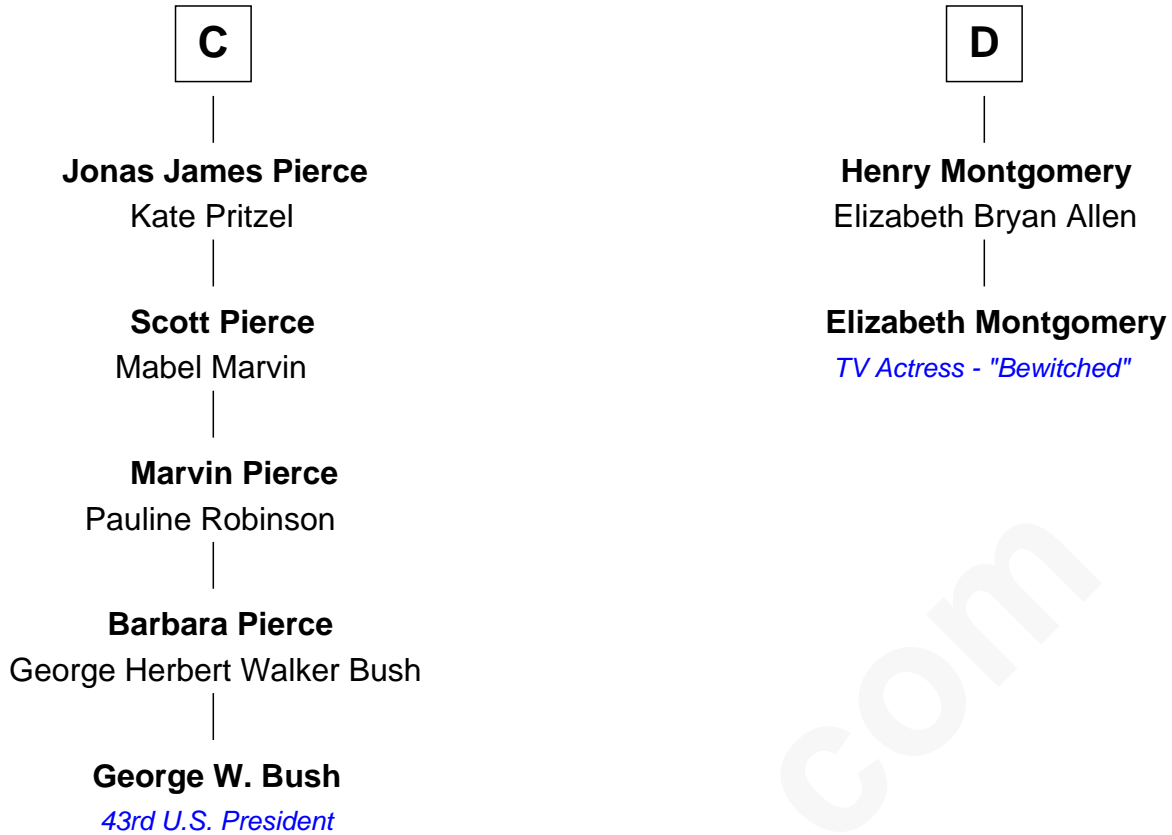 C
Jonas James Pierce
Kate Pritzel
Scott Pierce
Mabel Marvin
Marvin Pierce
Pauline Robinson
Barbara Pierce
George Herbert Walker Bush
George W. Bush
43rd U.S. President
D
Henry Montgomery
Elizabeth Bryan Allen
Elizabeth Montgomery
TV Actress - "Bewitched"
com